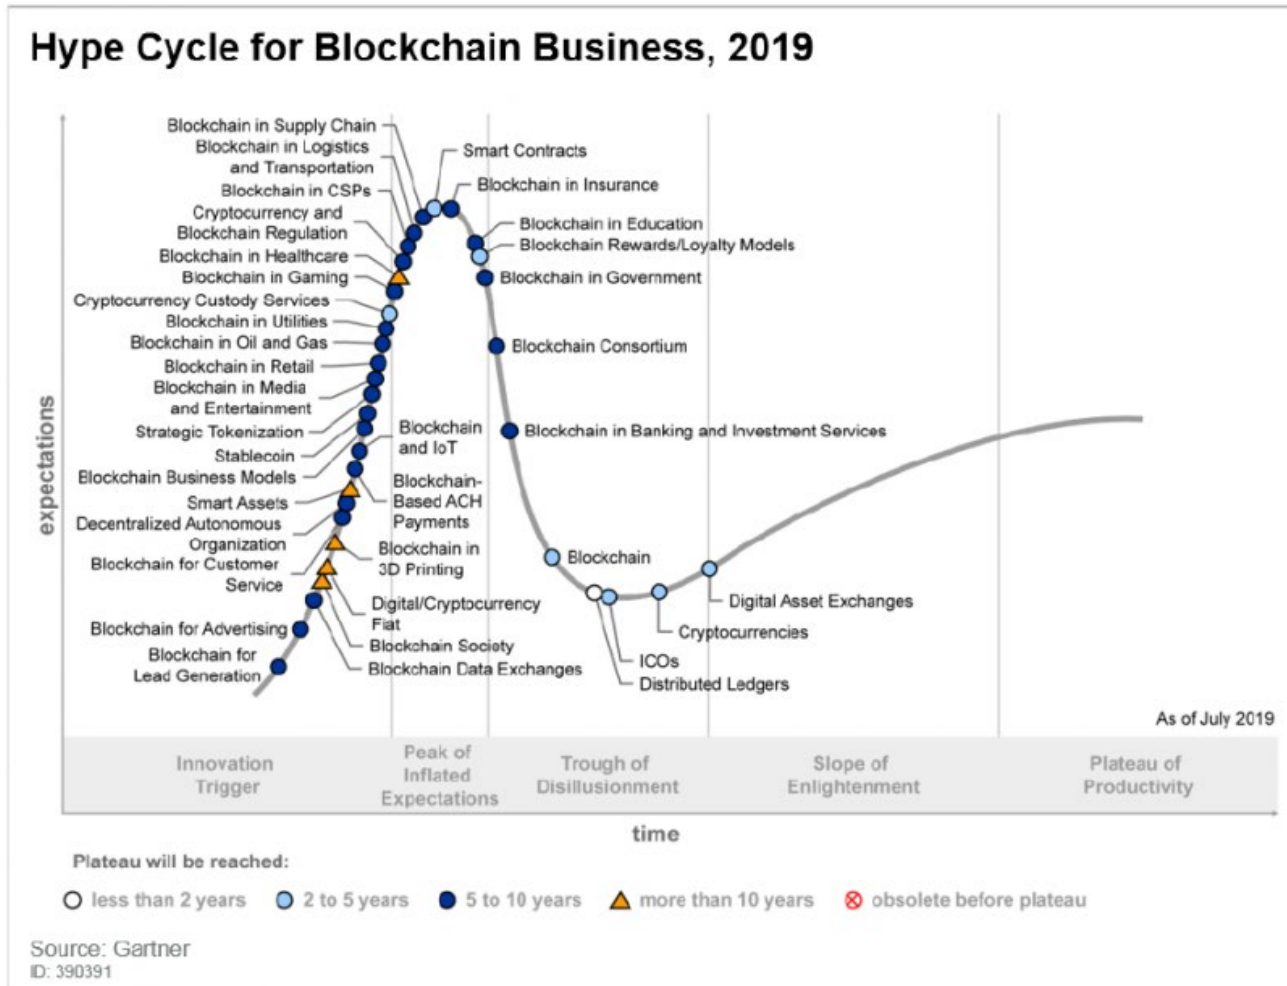 Hype Cycle for Blockchain Business, 2019
Blockchain in Supply Chain
Blockchain in Logistics
and Transportation
Blockchain in CSPs
Cryptocurrency and
Blockchain Regulation
Blockchain in Healthcare
Blockchain in Gaming
Cryptocurrency Custody Services
Blockchain in Utilities
Blockchain in Oil and Gas
Blockchain in Retail
Blockchain in Media
and Entertainment
Strategic Tokenization
Stablecoin
Blockchain Business Models
Smart Assets
Decentralized Autonomous
Organization
Blockchain for Customer
Service
Blockchain for Advertising
Blockchain for
Lead Generation
Smart Contracts
Blockchain in Insurance
Blockchain in Education
Blockchain Rewards/Loyalty Models
Blockchain in Government
Blockchain Consortium
Blockchain in Banking and Investment Services
Blockchain
and IoT
Blockchain-
Based ACH
Payments
Blockchain in
3D Printing
Digital/Cryptocurrency
Fiat
Blockchain Society
Blockchain Data Exchanges
Blockchain
Digital Asset Exchanges
Cryptocurrencies
ICOs
Distributed Ledgers
expectations
As of July 2019
Innovation
Trigger
Peak of
Inflated
Expectations
Trough of
Disillusionment
Slope of
Enlightenment
Plateau of
Productivity
time
Plateau will be reached:
less than 2 years
2 to 5 years
5 to 10 years
more than 10 years
obsolete before plateau
Source: Gartner
ID: 390391